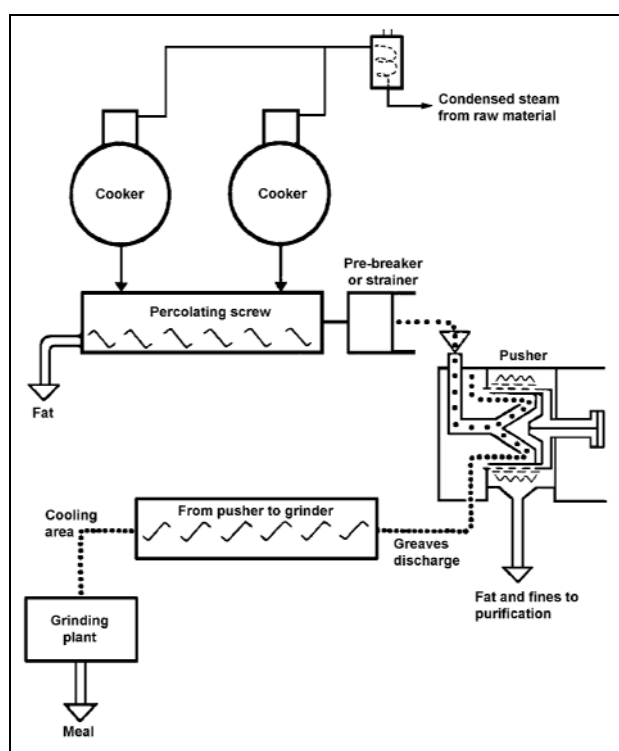 Condensed steam
from raw material
Cooker
Cooker
Pre-breaker
or strainer
Percolating screw
Pusher
Fat
From pusher to grinder
Cooling
area
Greaves
discharge
Fat and fines to
purification
Grinding
plant
Meal